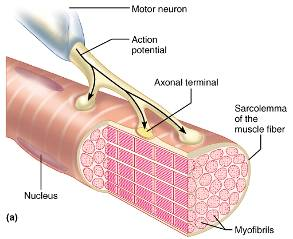 Motor neuron
Action
potential
Axonal terminal
Sarcolemma
of the
muscle fiber
Nucleus
(a)
Myofibrils